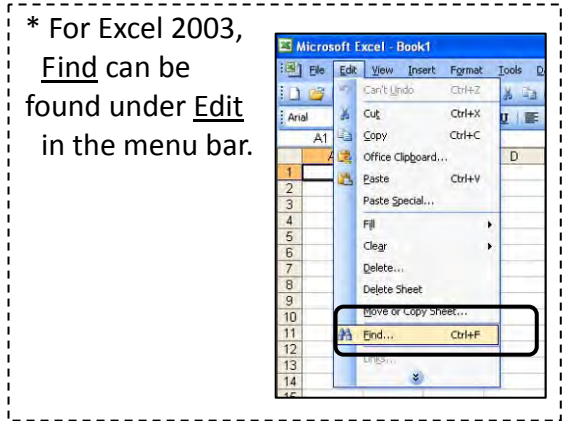 * For Excel 2003,
Find can be
found under Edit
in the menu bar.
Microsoft Excel - Book1
File Edit View Insert Format Tools D
Can't Undo Ctrl+Z
Arial
Cut Ctrl+X
U
A1
Copy Ctrl+C
Office Clipboard...
D
Paste Ctrl+V
Paste Special...
Fill
Clear
Delete...
Delete Sheet
Move or Copy Sheet...
Find... Ctrl+F
Links...
1
2
3
4
5
6
7
8
9
10
11
12
13
14
15